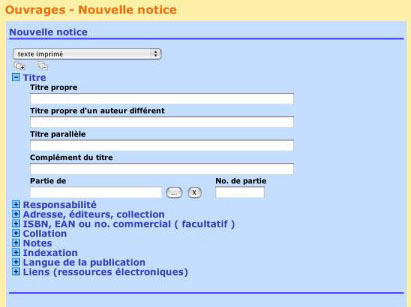 Ouvrages - Nouvelle notice
Nouvelle notice
texte imprimé
Titre
Titre propre
Titre propre d'un auteur différent
Titre parallèle
Complément du titre
Partie de
No. de partie
...
x
Responsabilité
Adresse, éditeurs, collection
ISBN, EAN ou no. commercial ( facultatif )
Collation
Notes
Indexation
Langue de la publication
Liens (ressources électroniques)